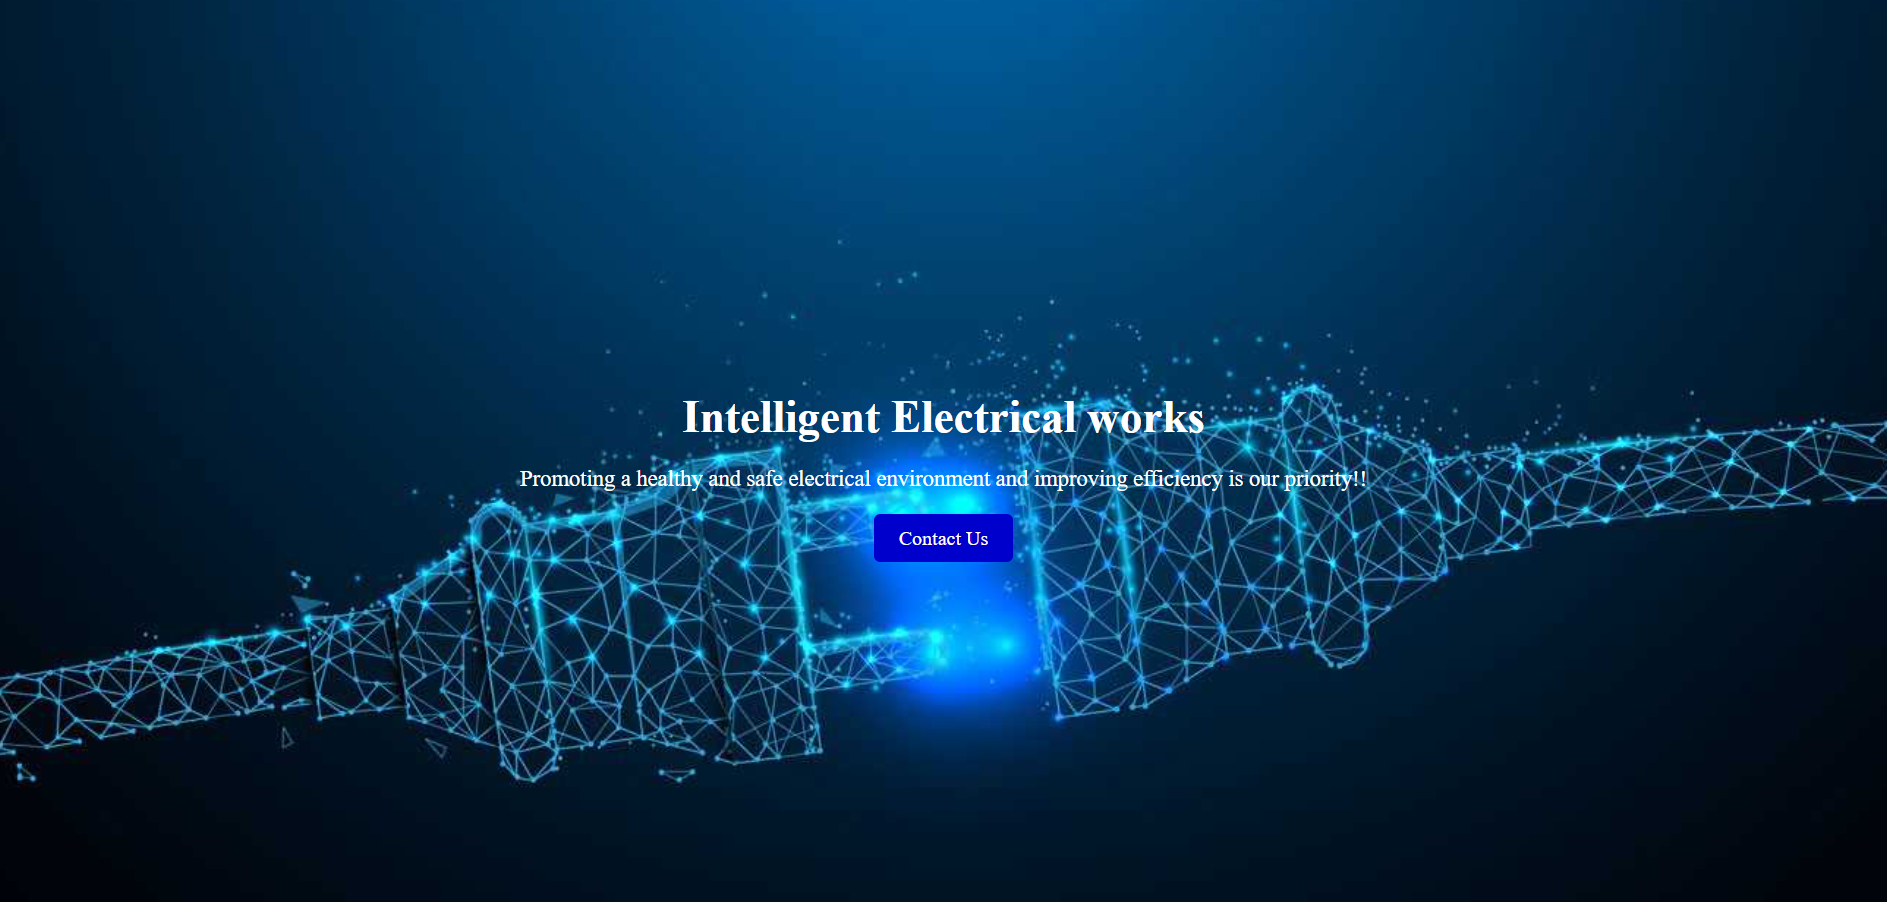 Intelligent Electrical works
Promoting a healthy and safe electrical environment and improving efficiency is our priority!!
Contact Us